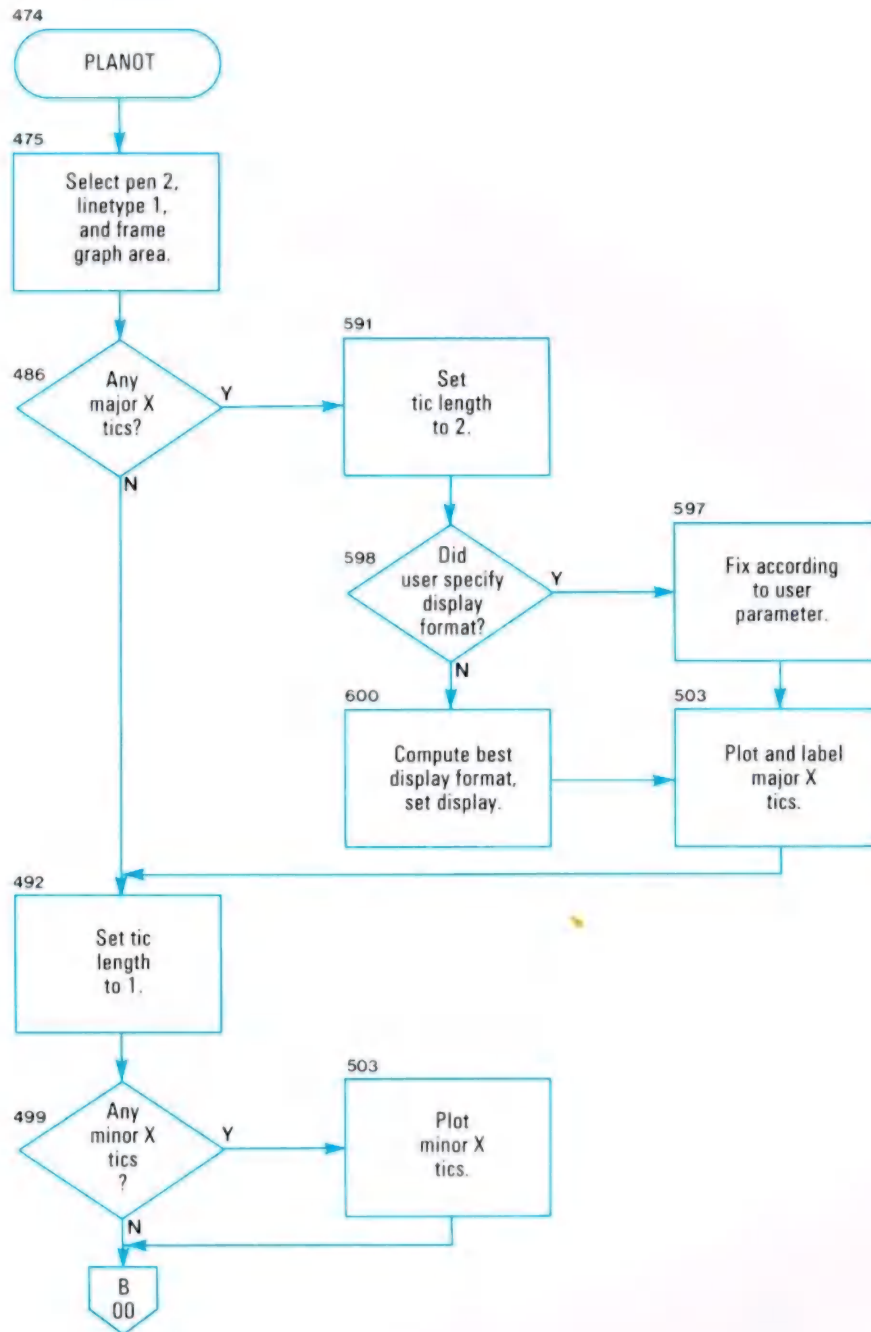 474
PLANOT
475
Select pen 2,
linetype 1,
and frame
graph area.
486
Any
major X
tics?
Y
N
591
Set
tic length
to 2.
598
Did
user specify
display
format?
Y
N
597
Fix according
to user
parameter.
600
Compute best
display format,
set display.
503
Plot and label
major X
tics.
492
Set tic
length
to 1.
499
Any
minor X
tics
?
Y
N
503
Plot
minor X
tics.
B
00